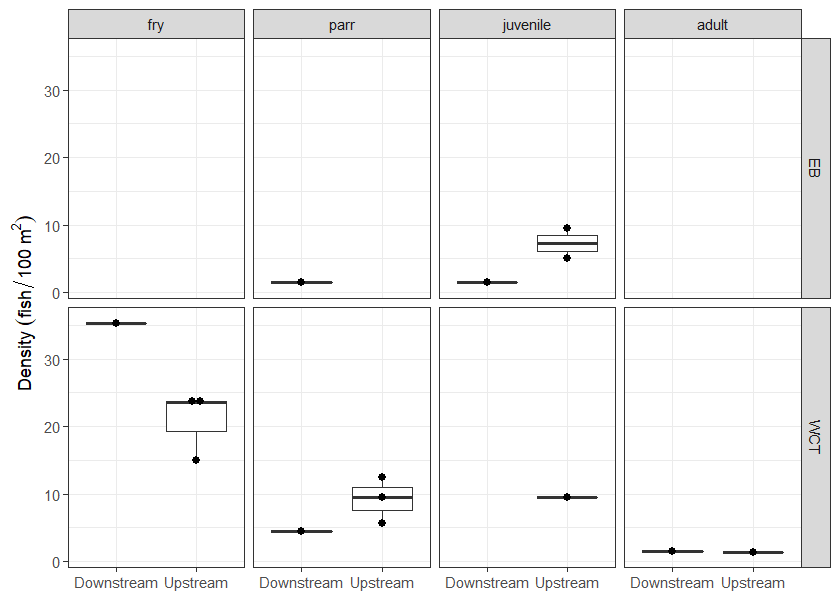 fry parr juvenile adult
30
20
10
0
EB
Density (fish/100 m²)
30
20
10
0
WCT
Downstream Upstream Downstream Upstream Downstream Upstream Downstream Upstream